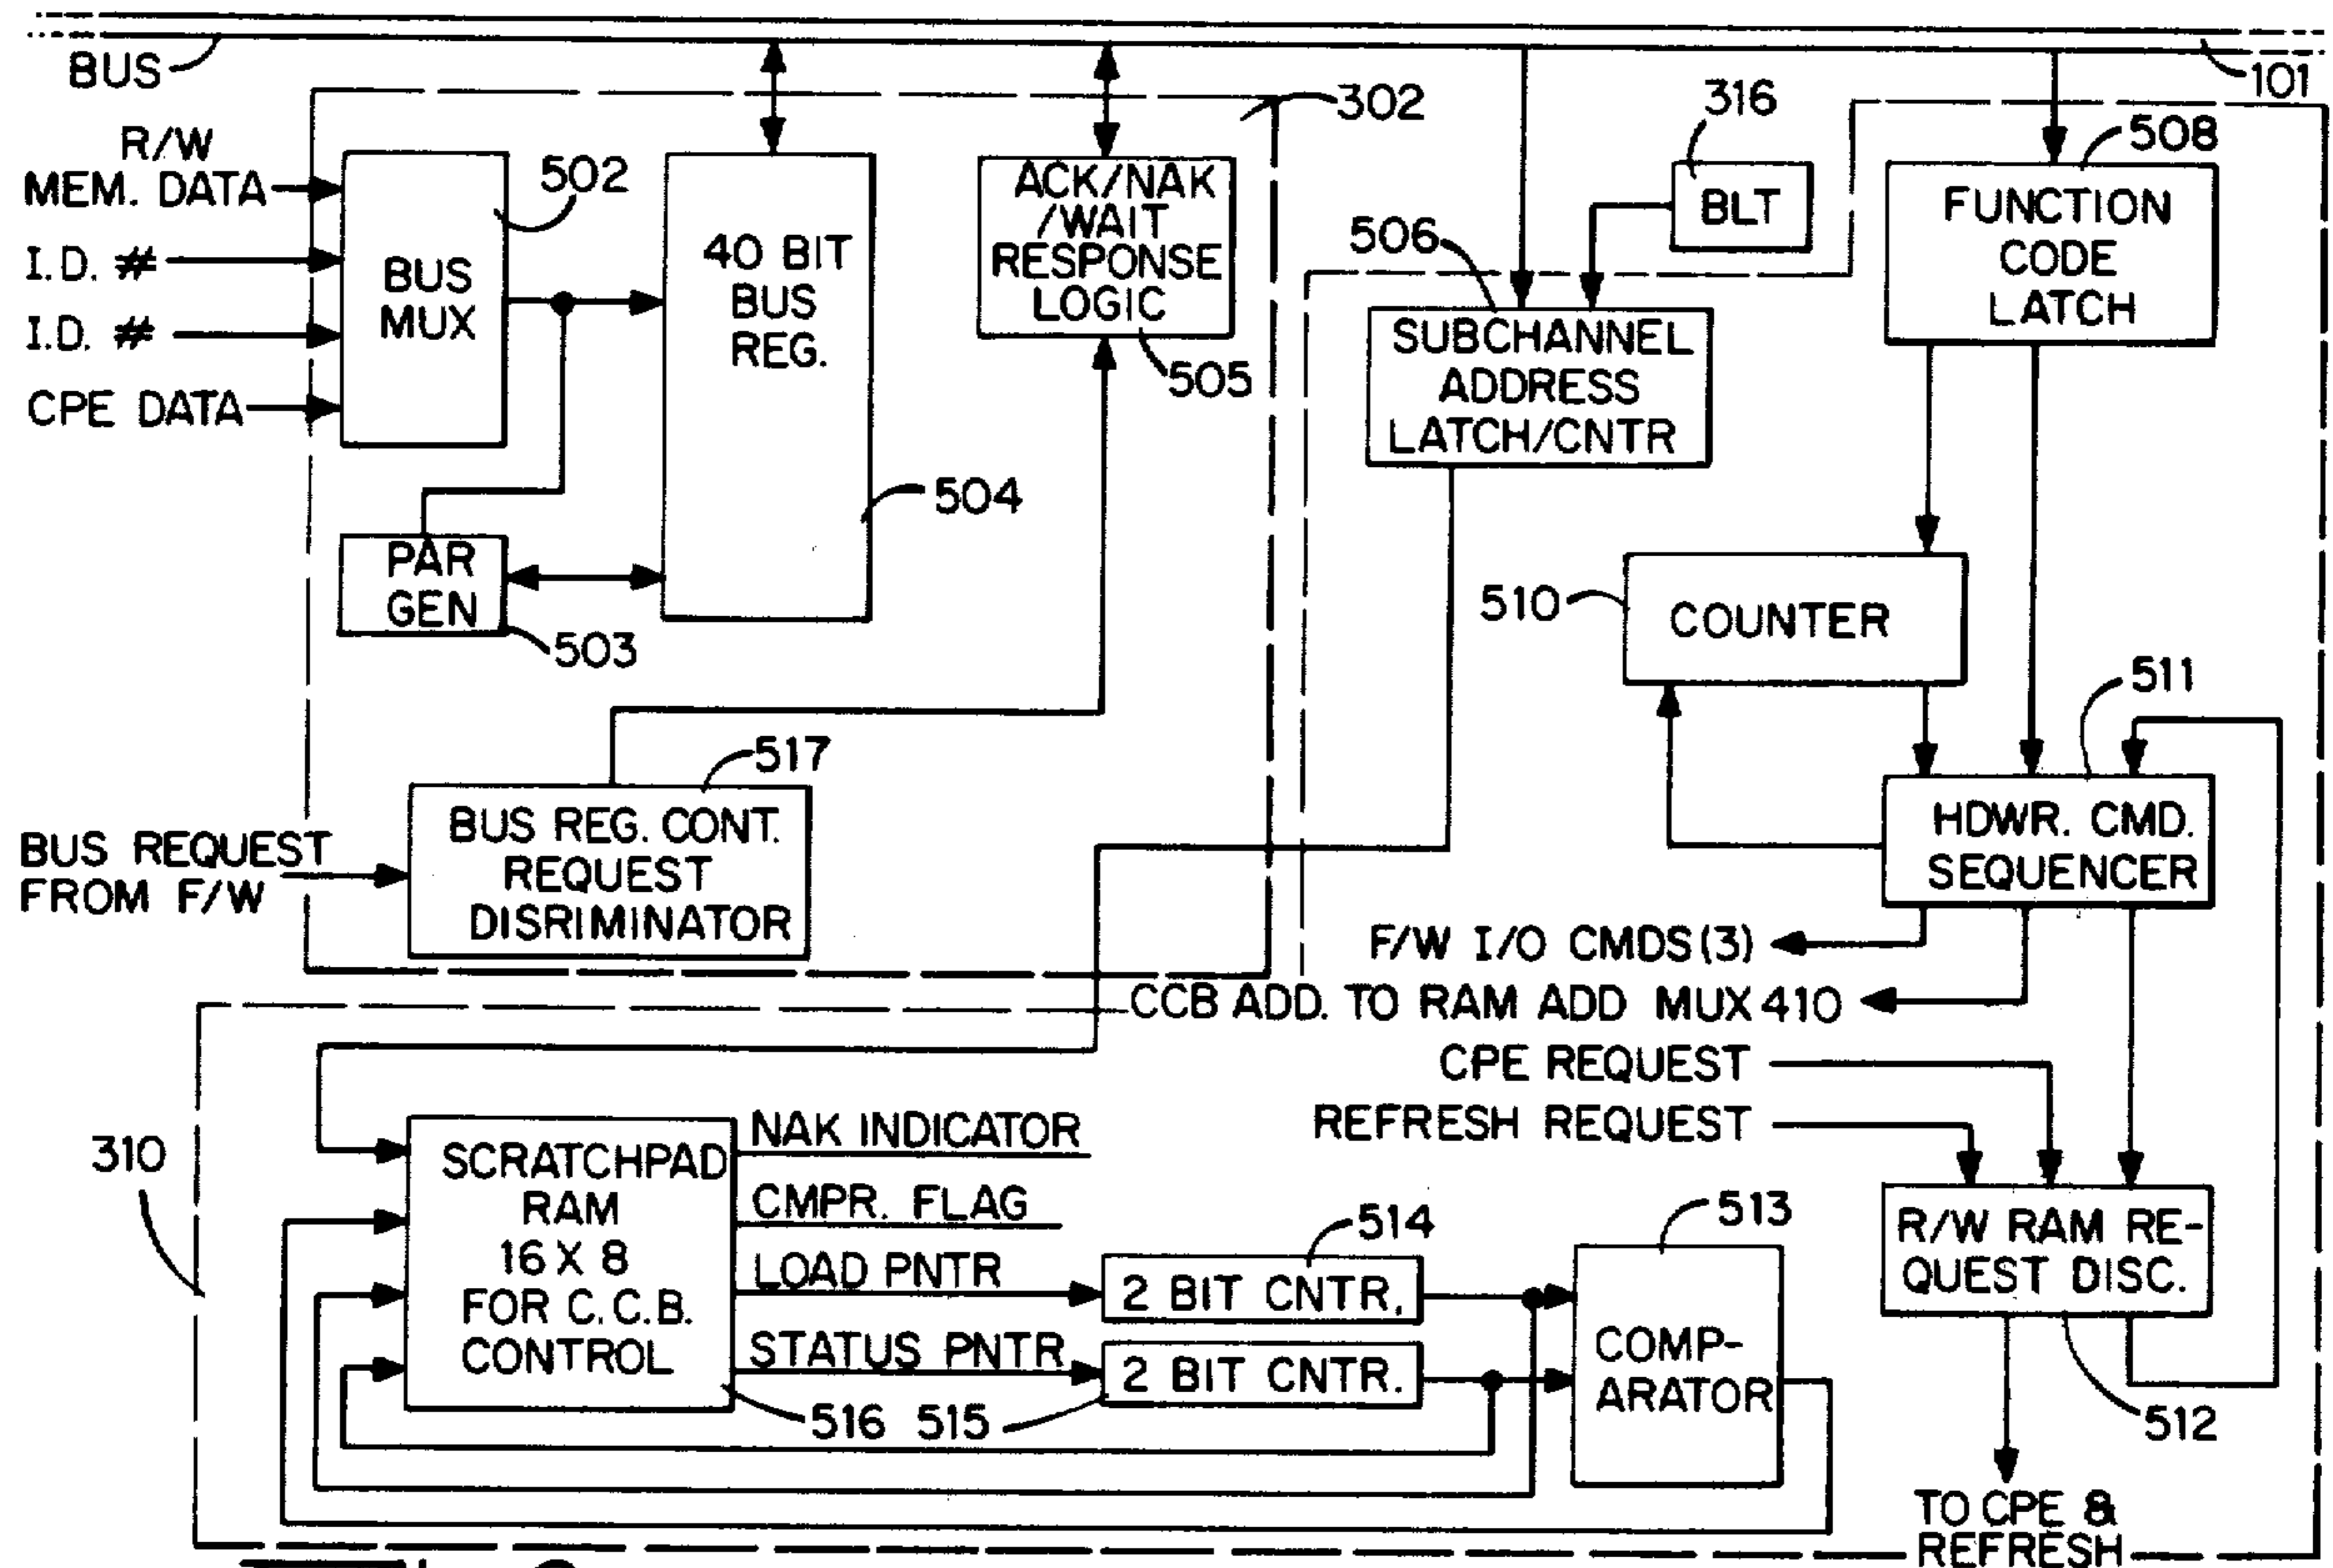 BUS
101
302
R/W
MEM. DATA
I.D. #
I.D. #
CPE DATA
BUS
MUX
502
40 BIT
BUS
REG.
504
PAR
GEN
503
ACK/NAK
/WAIT
RESPONSE
LOGIC
505
316
BLT
506
SUBCHANNEL
ADDRESS
LATCH/CNTR
508
FUNCTION
CODE
LATCH
510
COUNTER
511
HDWR. CMD.
SEQUENCER
517
BUS REG. CONT.
REQUEST
DISRIMINATOR
BUS REQUEST
FROM F/W
F/W I/O CMDS(3)
CCB ADD. TO RAM ADD MUX 410
CPE REQUEST
REFRESH REQUEST
310
SCRATCHPAD
RAM
16 X 8
FOR C.C.B.
CONTROL
516
NAK INDICATOR
CMPR. FLAG
LOAD PNTR
STATUS PNTR
514
2 BIT CNTR.
2 BIT CNTR.
515
513
COMP-
ARATOR
R/W RAM RE-
QUEST DISC.
512
TO CPE &
REFRESH